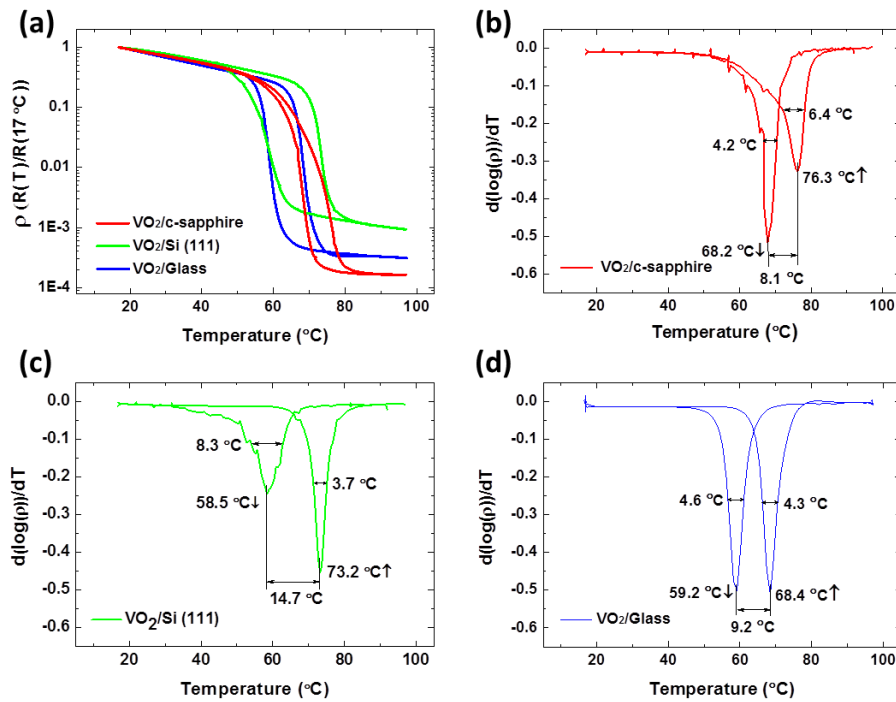 (a)
1
0.1
0.01
1E-3
1E-4
ρ (R(T)/R(17 °C))
VO₂/c-sapphire
VO₂/Si (111)
VO₂/Glass
20 40 60 80 100
Temperature (°C)
(b)
0.0
-0.1
-0.2
-0.3
-0.4
-0.5
-0.6
d(log(ρ))/dT
6.4 °C
4.2 °C
76.3 °C↑
68.2 °C↓
8.1 °C
VO₂/c-sapphire
20 40 60 80 100
Temperature (°C)
(c)
0.0
-0.1
-0.2
-0.3
-0.4
-0.5
-0.6
d(log(ρ))/dT
8.3 °C
3.7 °C
58.5 °C↓
73.2 °C↑
14.7 °C
VO₂/Si (111)
20 40 60 80 100
Temperature (°C)
(d)
0.0
-0.1
-0.2
-0.3
-0.4
-0.5
-0.6
d(log(ρ))/dT
4.6 °C
4.3 °C
59.2 °C↓
68.4 °C↑
9.2 °C
VO₂/Glass
20 40 60 80 100
Temperature (°C)